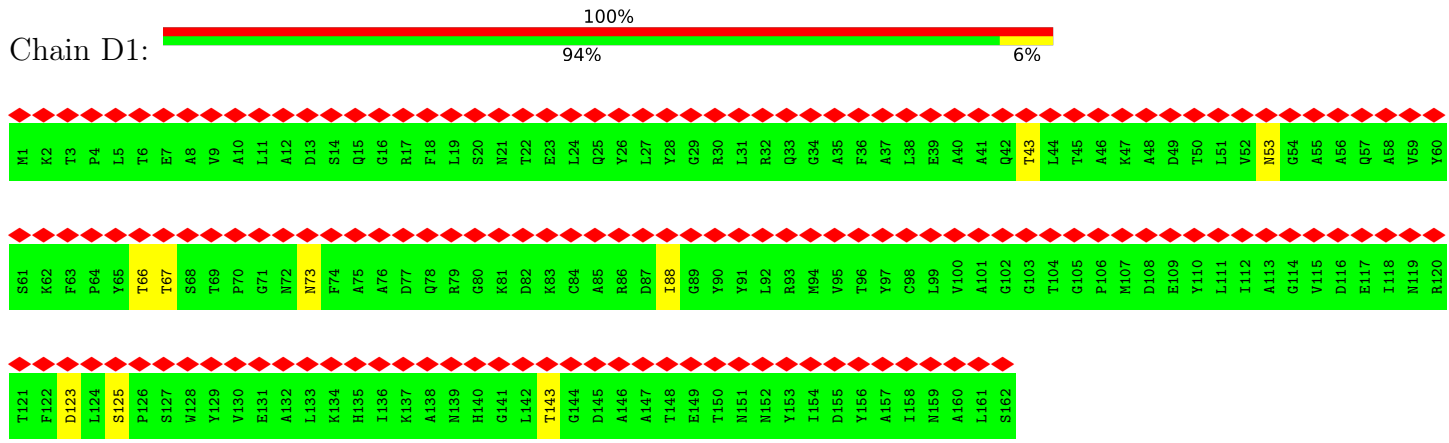 100%
Chain D1:
94% 6%
M1 K2 T3 P4 L5 T6 E7 A8 V9 A10 L11 A12 D13 S14 Q15 G16 R17 F18 L19 S20 N21 T22 E23 L24 Q25 Y26 L27 Y28 G29 R30 L31 R32 Q33 G34 A35 F36 A37 L38 E39 A40 A41 Q42 T43 L44 T45 A46 K47 A48 D49 T50 L51 V52 N53 G54 A55 A56 Q57 A58 V59 Y60
S61 K62 F63 P64 Y65 T66 T67 S68 T69 P70 G71 N72 N73 F74 A75 A76 D77 Q78 R79 G80 K81 D82 K83 C84 A85 R86 D87 I88 G89 Y90 Y91 L92 R93 M94 V95 T96 Y97 C98 L99 V100 A101 G102 G103 T104 G105 P106 M107 D108 E109 Y110 L111 I112 A113 G114 V115 D116 E117 I118 N119 R120
T121 F122 D123 L124 S125 P126 S127 W128 Y129 V130 E131 A132 L133 K134 H135 I136 K137 A138 N139 H140 G141 L142 T143 G144 D145 A146 A147 T148 E149 T150 N151 N152 Y153 I154 D155 Y156 A157 I158 N159 A160 L161 S162